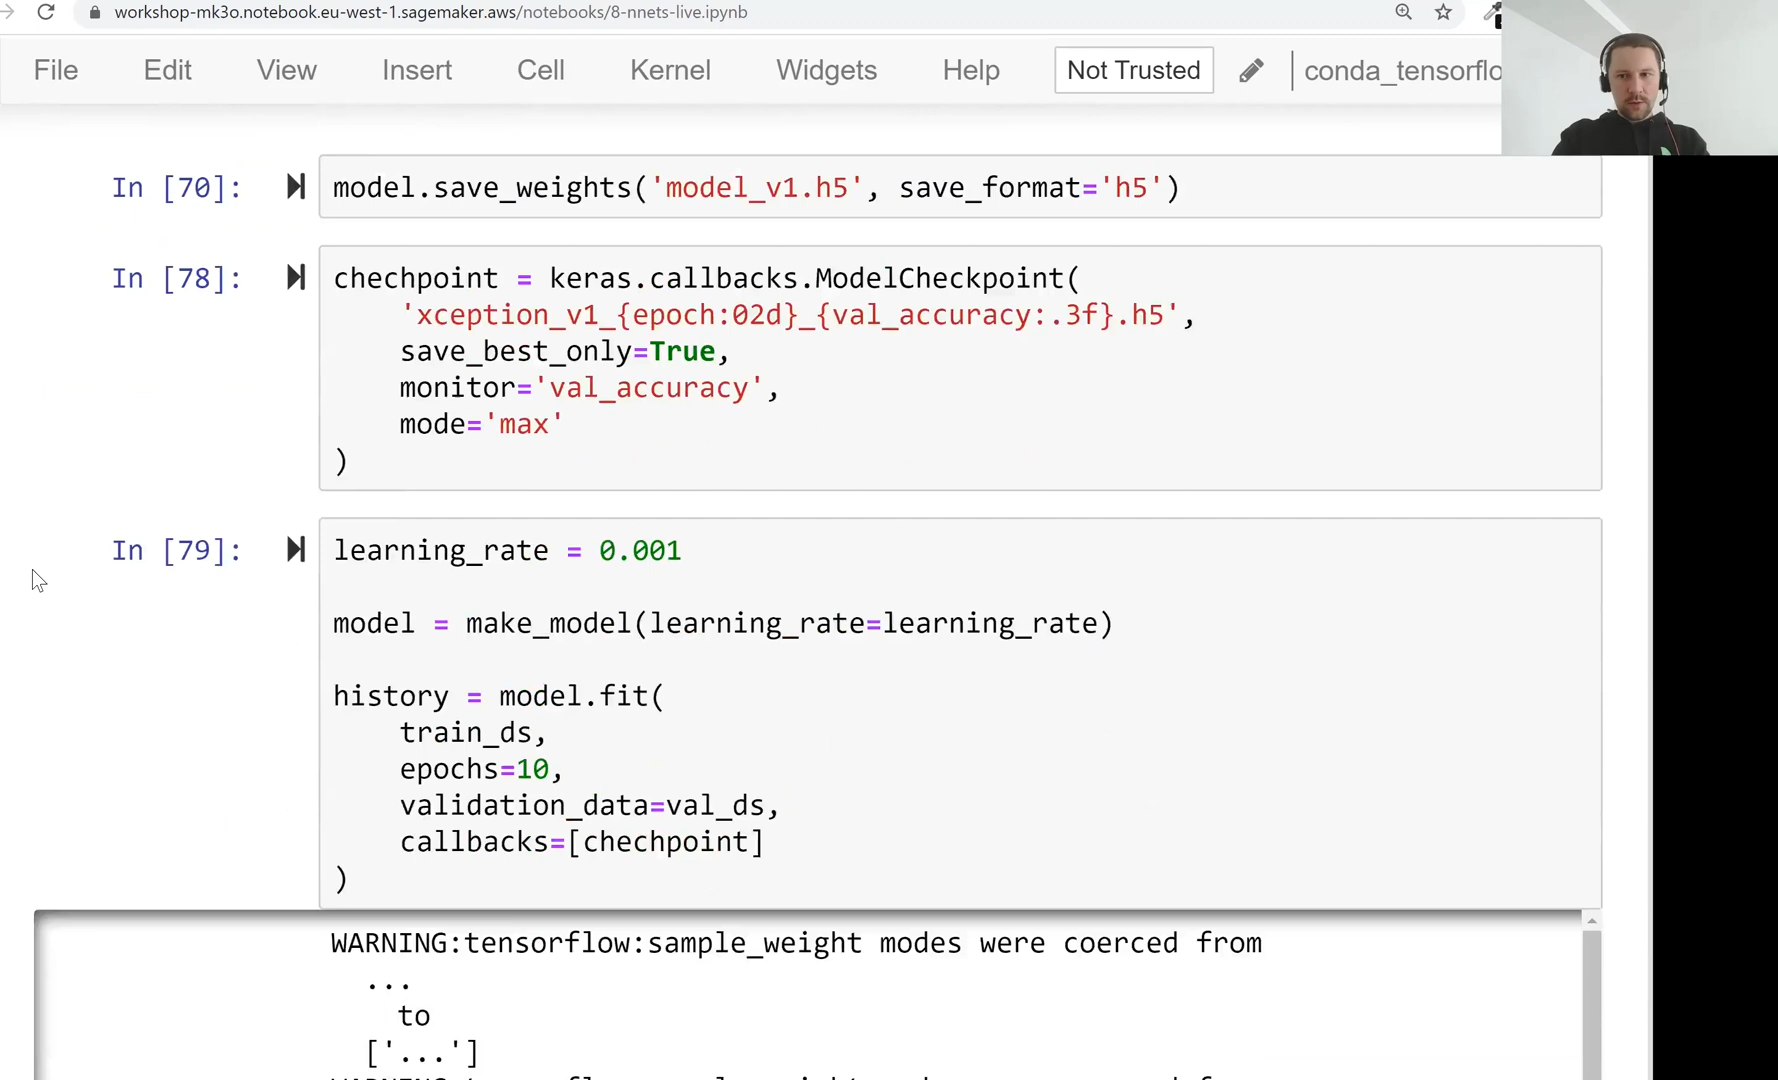 workshop-mk3o.notebook.eu-west-1.sagemaker.aws/notebooks/8-nnets-live.ipynb
File Edit View Insert Cell Kernel Widgets Help Not Trusted conda_tensorflo
In [70]: model.save_weights('model_v1.h5', save_format='h5')
In [78]: chechpoint = keras.callbacks.ModelCheckpoint(
'xception_v1_{epoch:02d}_{val_accuracy:.3f}.h5',
save_best_only=True,
monitor='val_accuracy',
mode='max'
)
In [79]: learning_rate = 0.001
model = make_model(learning_rate=learning_rate)
history = model.fit(
train_ds,
epochs=10,
validation_data=val_ds,
callbacks=[chechpoint]
)
WARNING:tensorflow:sample_weight modes were coerced from
...
to
['...']